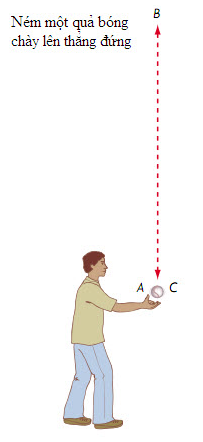 B
Ném một quả bóng
chày lên thẳng đứng
A C